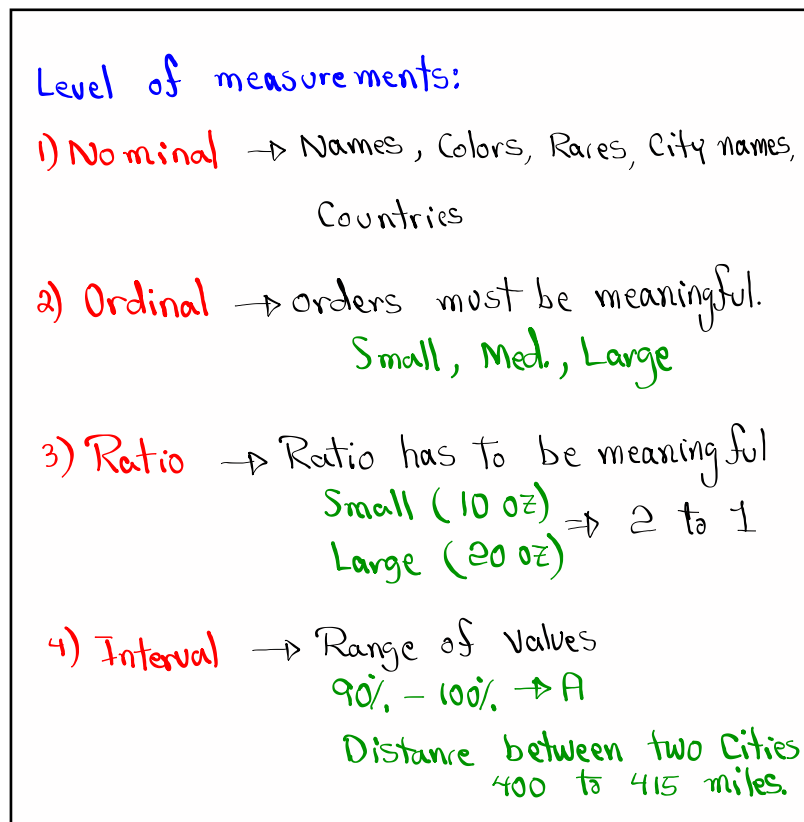 Level of measurements:
1) Nominal → Names, Colors, Races, City names,
Countries
2) Ordinal → orders must be meaningful.
Small, Med., Large
3) Ratio → Ratio has to be meaningful
Small (10 oz)
⇒ 2 to 1
Large (20 oz)
4) Interval → Range of values
90% - 100% → A
Distance between two Cities
400 to 415 miles.